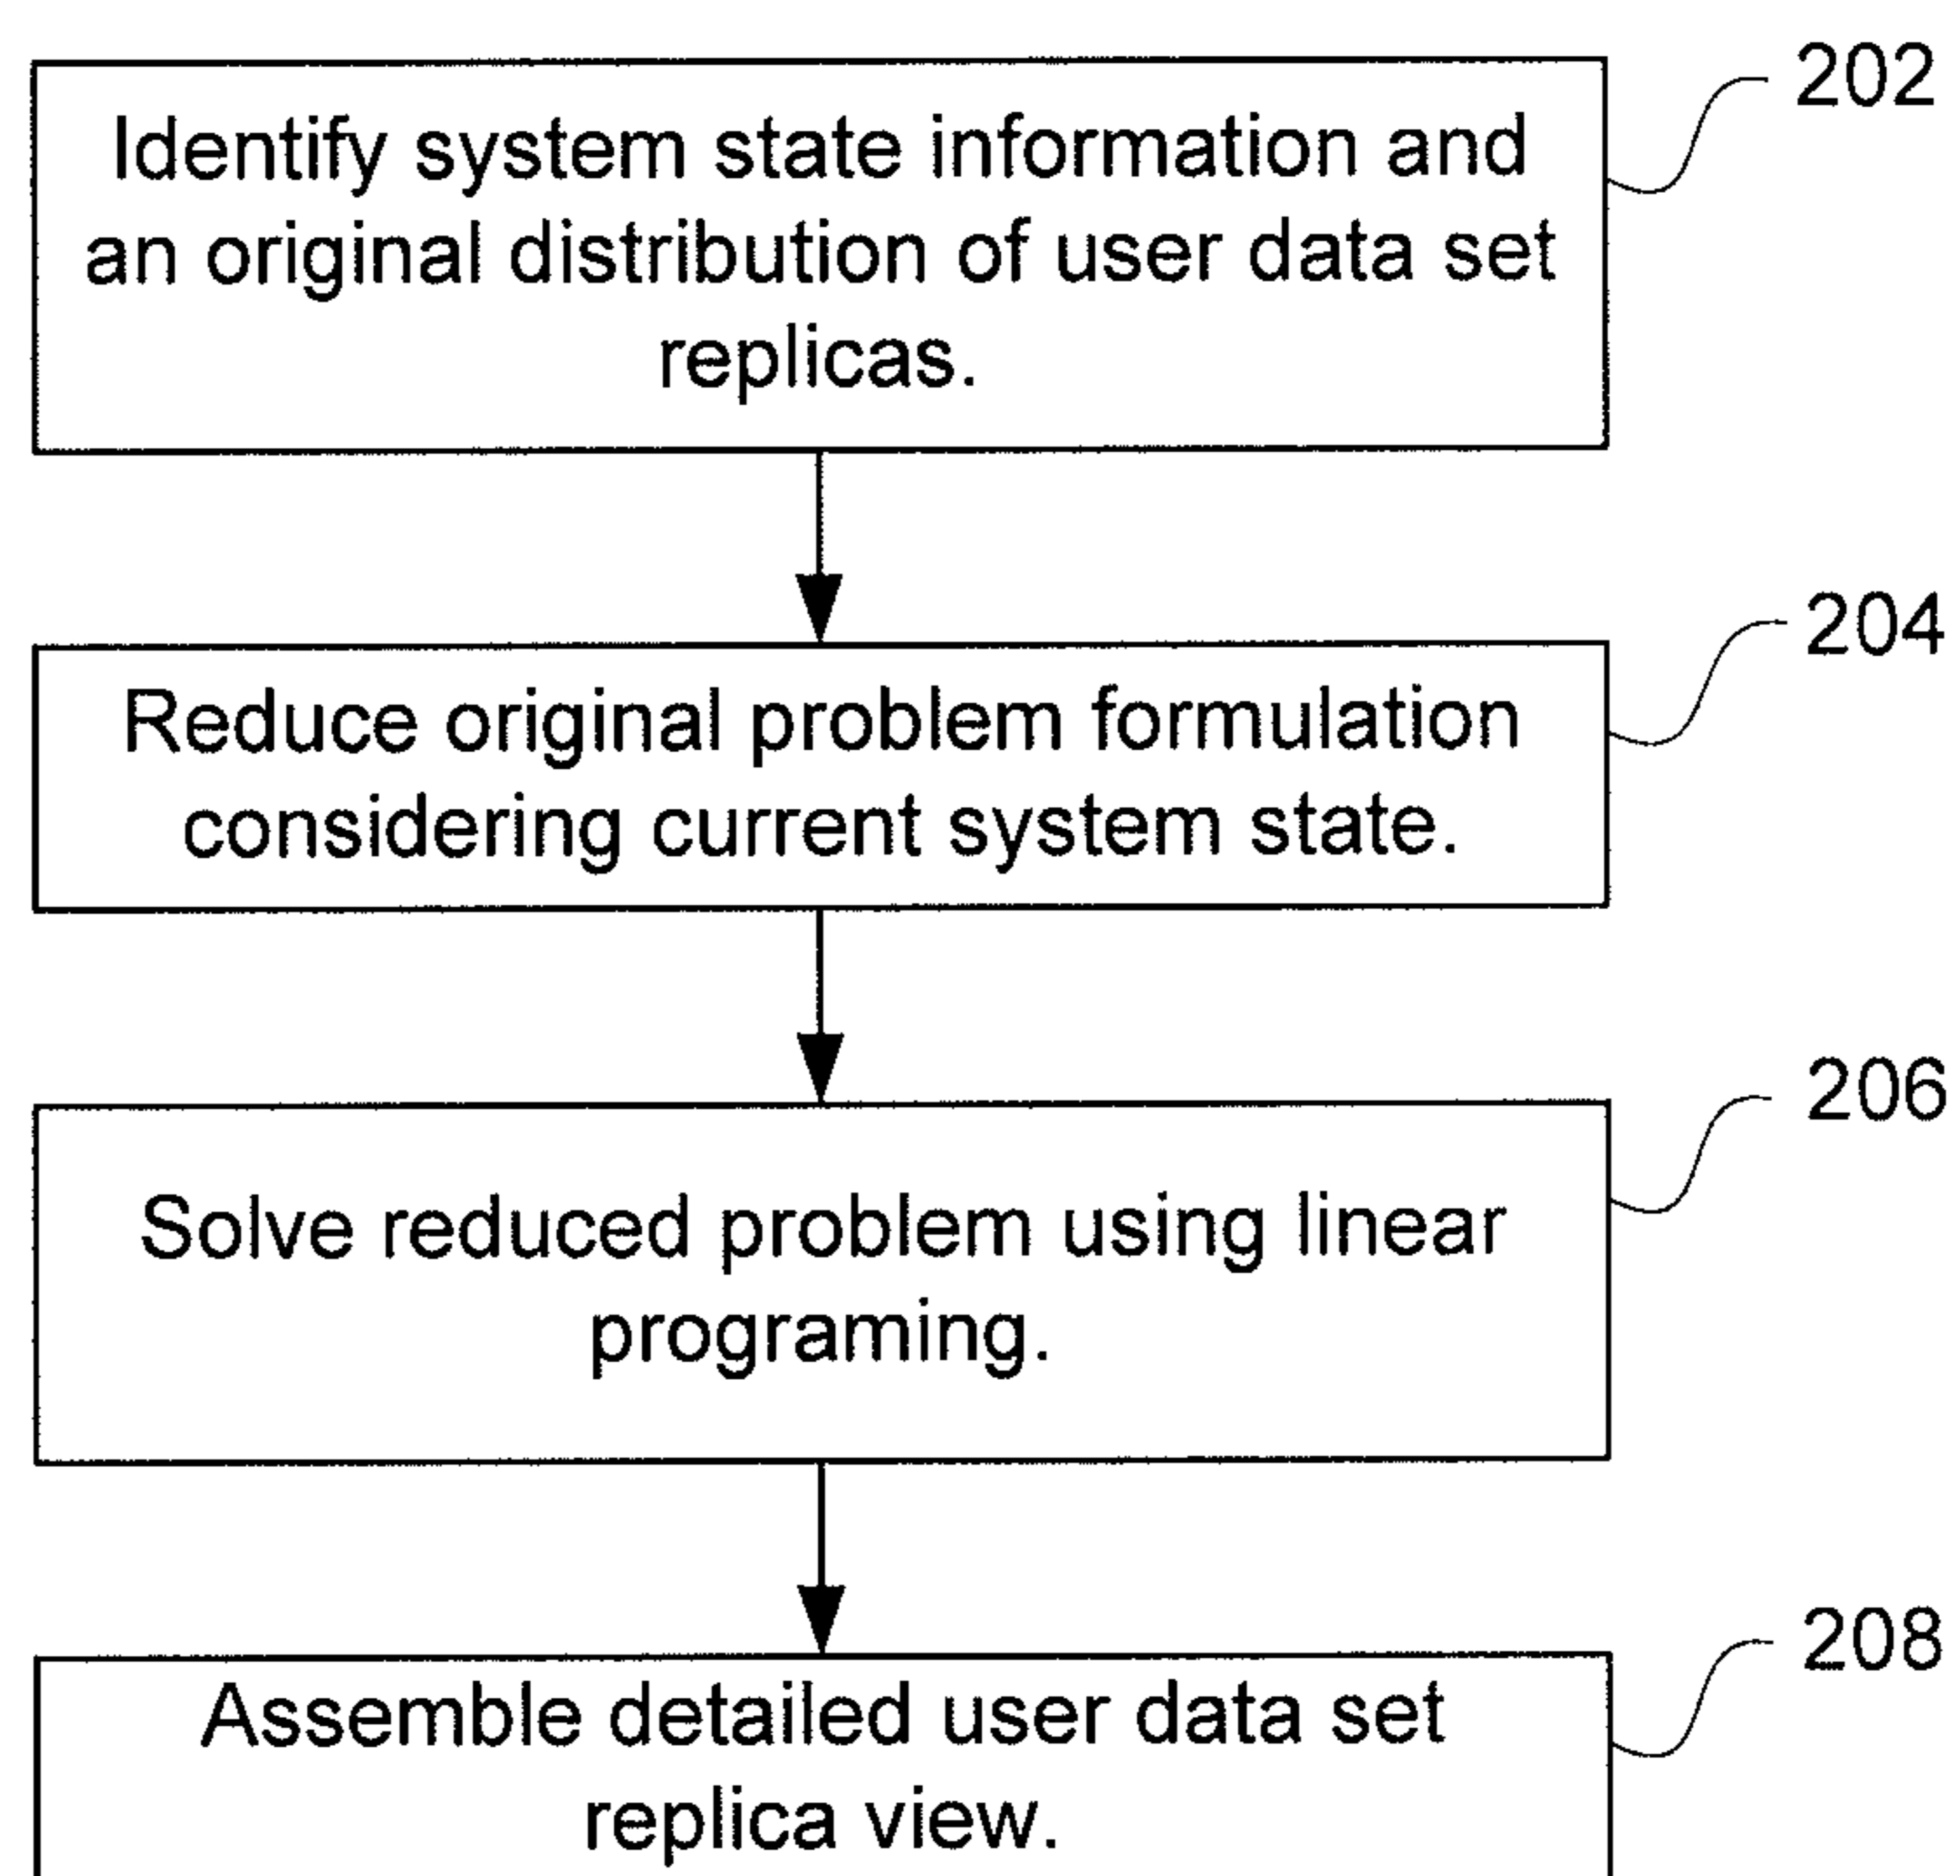 202
Identify system state information and
an original distribution of user data set
replicas.
204
Reduce original problem formulation
considering current system state.
206
Solve reduced problem using linear
programing.
208
Assemble detailed user data set
replica view.